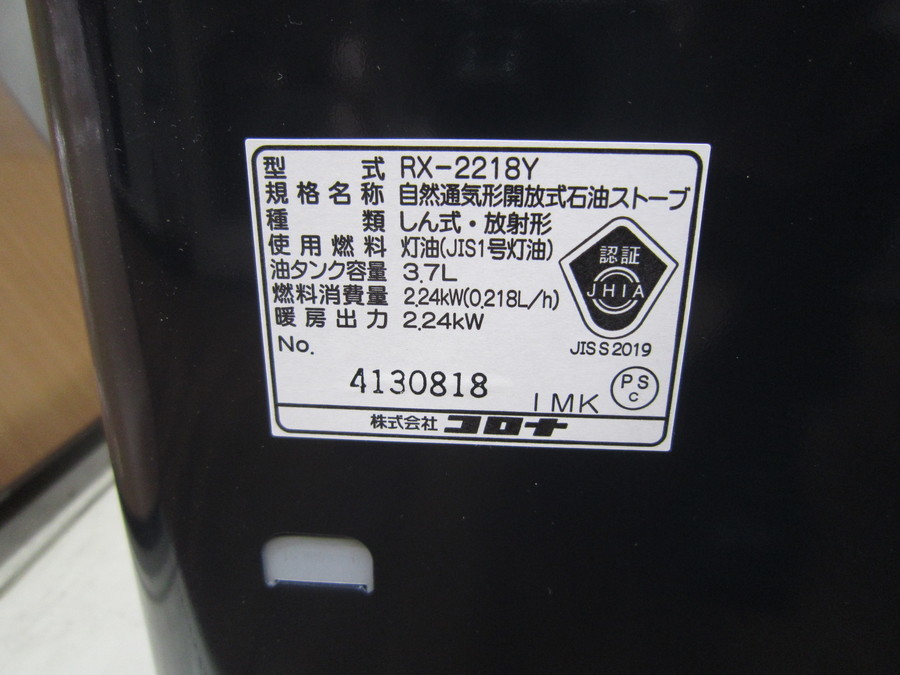 型式 RX-2218Y
規格名称 自然通気形開放式石油ストーブ
種類 しん式・放射形
使用燃料 灯油(JIS1号灯油)
油タンク容量 3.7L
燃料消費量 2.24kW(0.218L/h)
暖房出力 2.24kW
認証
JHIA
JIS S 2019
No.
4130818
IMK
PS
C
株式会社 コロナ